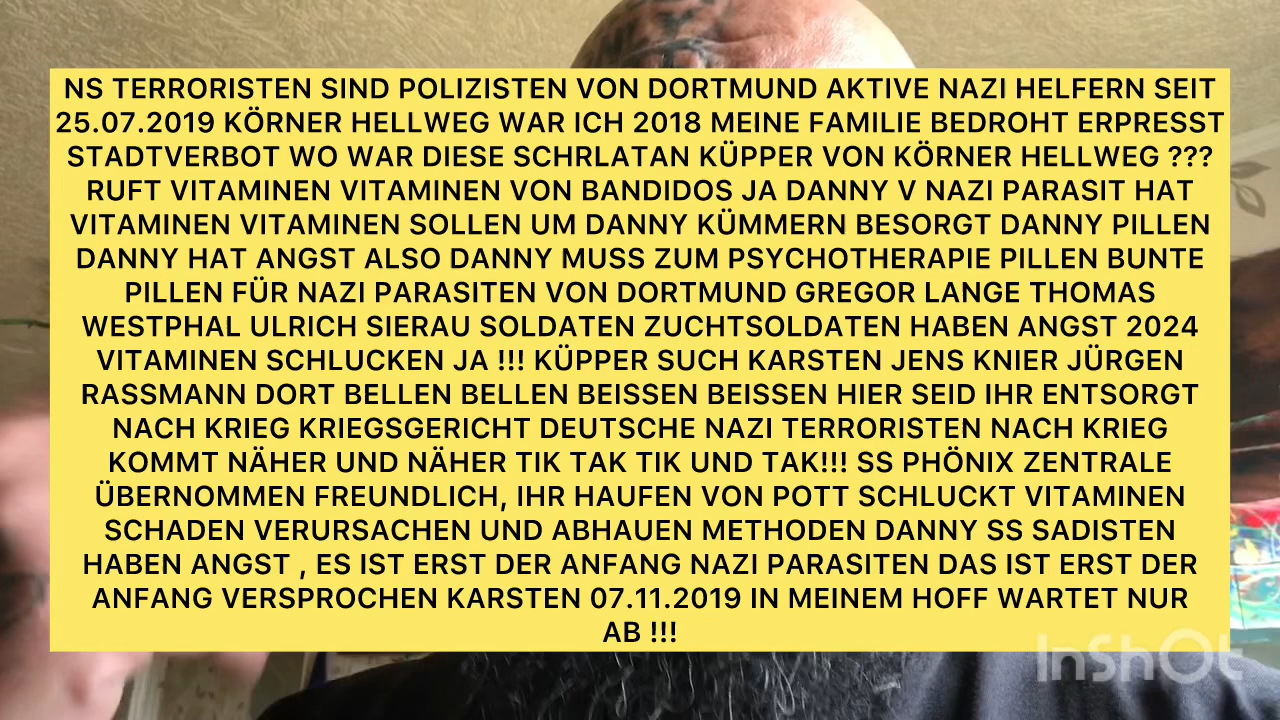 NS TERRORISTEN SIND POLIZISTEN VON DORTMUND AKTIVE NAZI HELFERN SEIT
25.07.2019 KÖRNER HELLWEG WAR ICH 2018 MEINE FAMILIE BEDROHT ERPRESST
STADTVERBOT WO WAR DIESE SCHRLATAN KÜPPER VON KÖRNER HELLWEG ???
RUFT VITAMINEN VITAMINEN VON BANDIDOS JA DANNY V NAZI PARASIT HAT
VITAMINEN VITAMINEN SOLLEN UM DANNY KÜMMERN BESORGT DANNY PILLEN
DANNY HAT ANGST ALSO DANNY MUSS ZUM PSYCHOTHERAPIE PILLEN BUNTE
PILLEN FÜR NAZI PARASITEN VON DORTMUND GREGOR LANGE THOMAS
WESTPHAL ULRICH SIERAU SOLDATEN ZUCHTSOLDATEN HABEN ANGST 2024
VITAMINEN SCHLUCKEN JA !!! KÜPPER SUCH KARSTEN JENS KNIER JÜRGEN
RASSMANN DORT BELLEN BELLEN BEISSEN BEISSEN HIER SEID IHR ENTSORGT
NACH KRIEG KRIEGSGERICHT DEUTSCHE NAZI TERRORISTEN NACH KRIEG
KOMMT NÄHER UND NÄHER TIK TAK TIK UND TAK!!! SS PHÖNIX ZENTRALE
ÜBERNOMMEN FREUNDLICH, IHR HAUFEN VON POTT SCHLUCKT VITAMINEN
SCHADEN VERURSACHEN UND ABHAUEN METHODEN DANNY SS SADISTEN
HABEN ANGST , ES IST ERST DER ANFANG NAZI PARASITEN DAS IST ERST DER
ANFANG VERSPROCHEN KARSTEN 07.11.2019 IN MEINEM HOFF WARTET NUR
AB !!!
InShOt